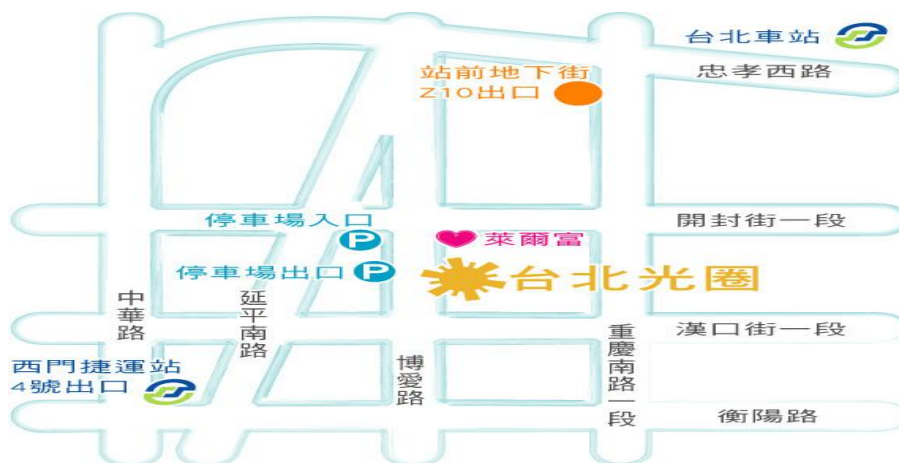 台北車站
忠孝西路
站前地下街
Z10出口
停車場入口
P
開封街一段
萊爾富
停車場出口
P
台北光圈
中華路
延平南路
漢口街一段
重慶南路一段
博愛路
西門捷運站
4號出口
衡陽路